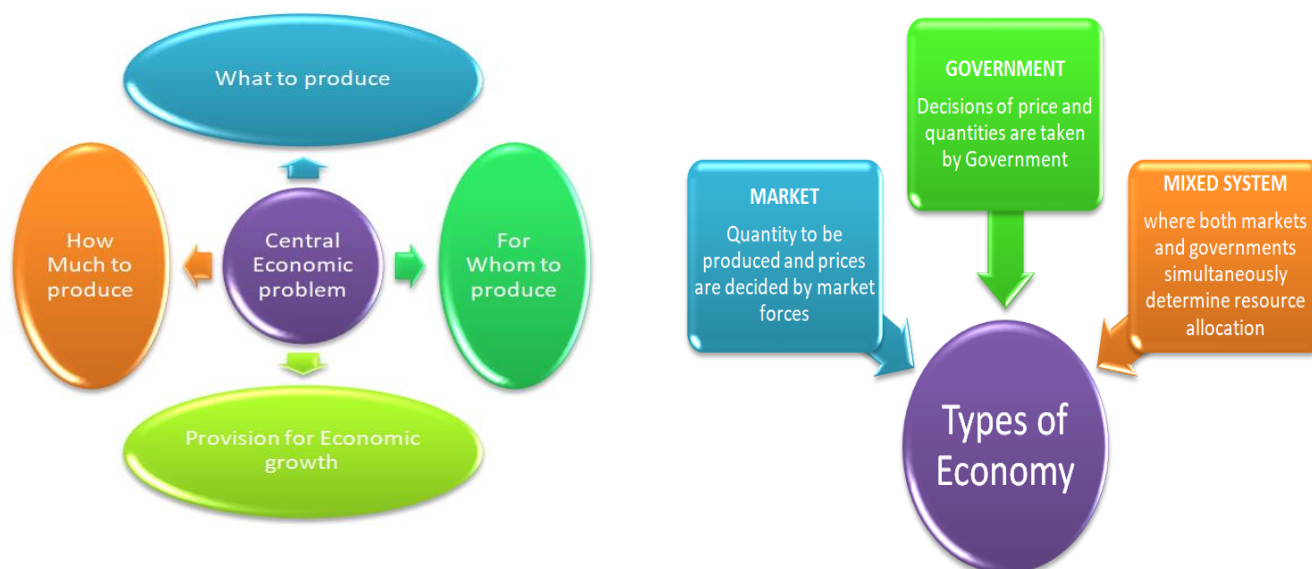 What to produce
How
Much to
produce
Central
Economic
problem
For
Whom to
produce
Provision for Economic
growth
GOVERNMENT
Decisions of price and
quantities are taken
by Government
MARKET
Quantity to be
produced and prices
are decided by market
forces
MIXED SYSTEM
where both markets
and governments
simultaneously
determine resource
allocation
Types of
Economy